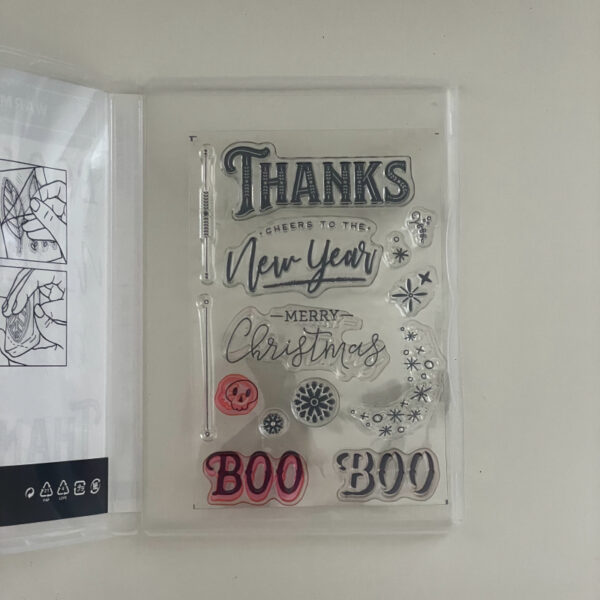 THANKS
CHEERS TO THE
New Year
MERRY
Christmas
BOO BOO